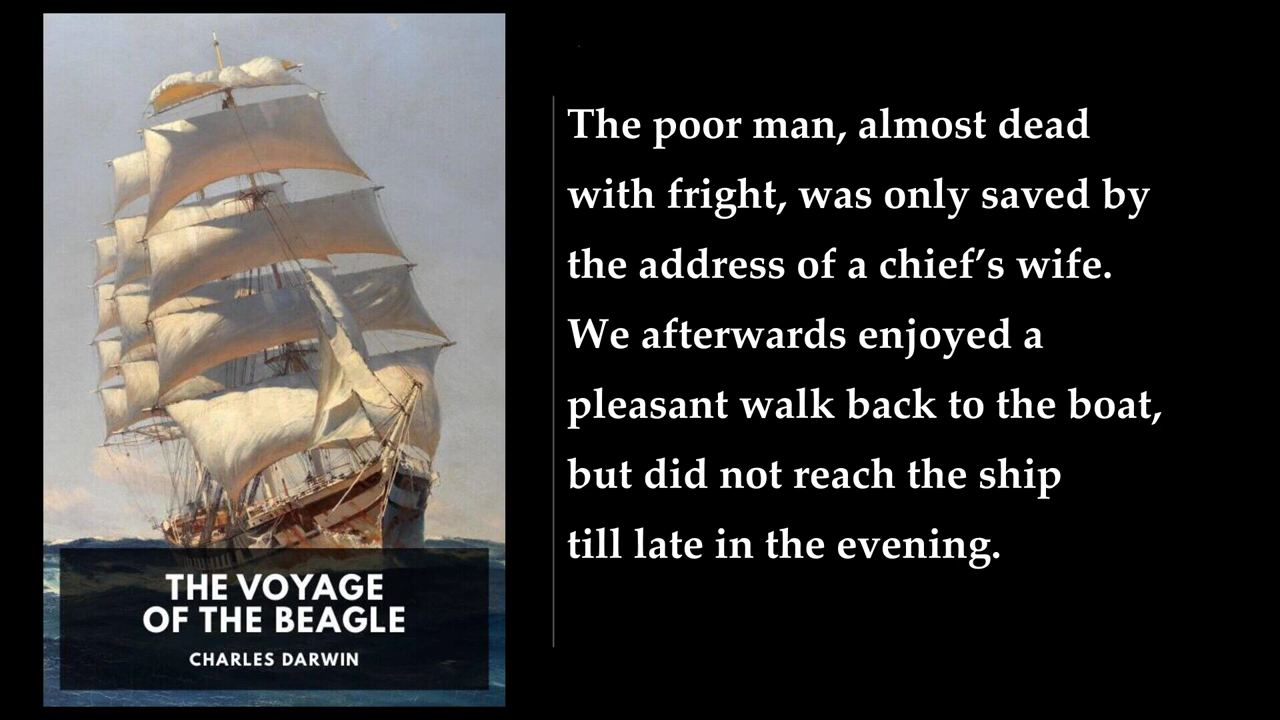 THE VOYAGE
OF THE BEAGLE
CHARLES DARWIN
The poor man, almost dead
with fright, was only saved by
the address of a chief’s wife.
We afterwards enjoyed a
pleasant walk back to the boat,
but did not reach the ship
till late in the evening.